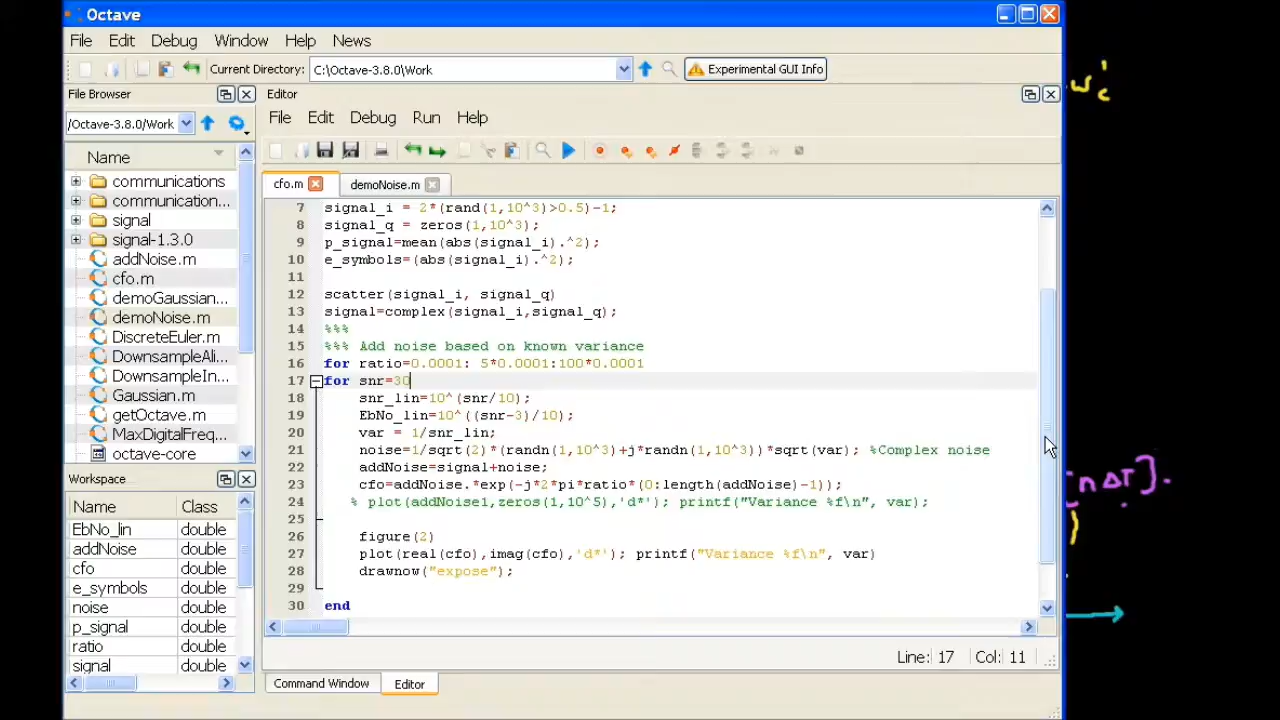 Octave
File Edit Debug Window Help News
Current Directory: C:\Octave-3.8.0\Work Experimental GUI Info
File Browser
/Octave-3.8.0/Work
Name
communications
communication...
signal
signal-1.3.0
addNoise.m
cfo.m
demoGaussian...
demoNoise.m
DiscreteEuler.m
DownsampleAli...
DownsampleIn...
Gaussian.m
getOctave.m
MaxDigitalFreq...
octave-core
Workspace
Name Class
EbNo_lin double
addNoise double
cfo double
e_symbols double
noise double
p_signal double
ratio double
signal double
Editor
File Edit Debug Run Help
cfo.m demoNoise.m
7 signal_i = 2*(rand(1,10^3)>0.5)-1;
8 signal_q = zeros(1,10^3);
9 p_signal=mean(abs(signal_i).^2);
10 e_symbols=(abs(signal_i).^2);
11
12 scatter(signal_i, signal_q)
13 signal=complex(signal_i,signal_q);
14 %%%
15 %%% Add noise based on known variance
16 for ratio=0.0001: 5*0.0001:100*0.0001
17 for snr=30
18 snr_lin=10^(snr/10);
19 EbNo_lin=10^((snr-3)/10);
20 var = 1/snr_lin;
21 noise=1/sqrt(2)*(randn(1,10^3)+j*randn(1,10^3))*sqrt(var); %Complex noise
22 addNoise=signal+noise;
23 cfo=addNoise.*exp(-j*2*pi*ratio*(0:length(addNoise)-1));
24 % plot(addNoise1,zeros(1,10^5),'d*'); printf("Variance %f\n", var);
25
26 figure(2)
27 plot(real(cfo),imag(cfo),'d*'); printf("Variance %f\n", var)
28 drawnow("expose");
29
30 end
Line: 17 Col: 11
Command Window Editor
w'c
[nΔT].
)